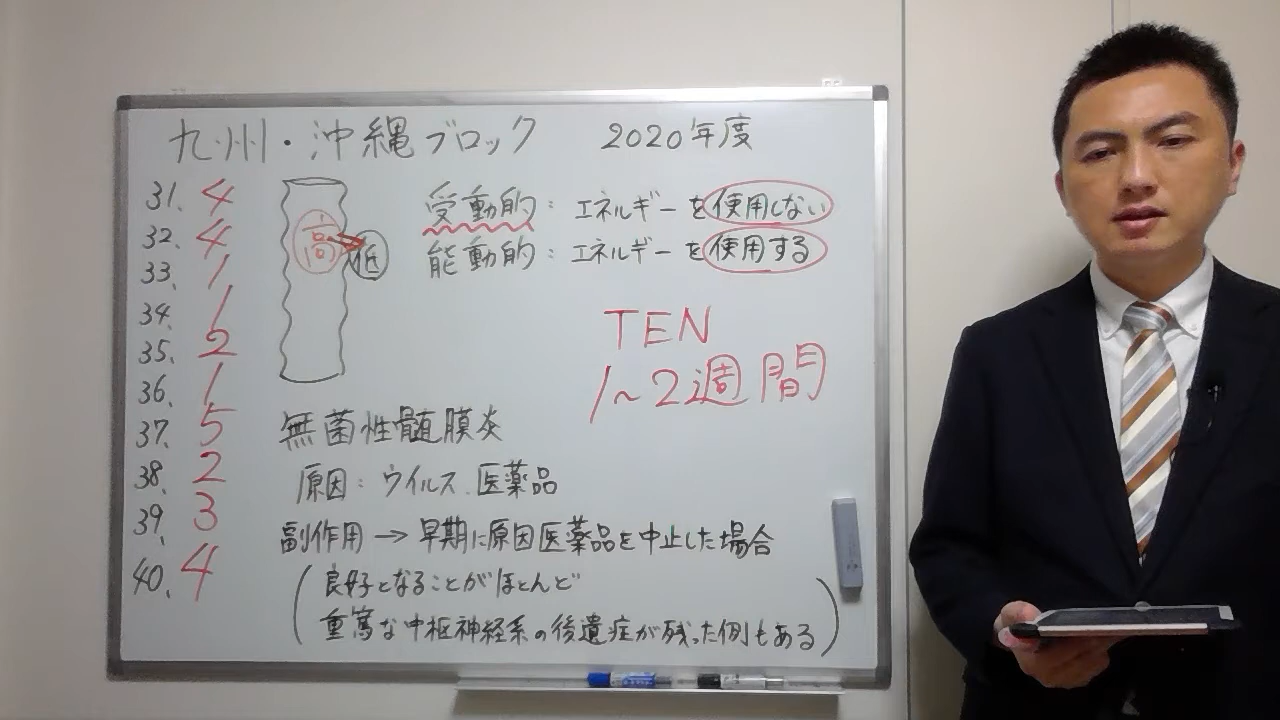 九州・沖縄ブロック 2020年度
31. 4
32. 4
33. 1
34. 1
35. 2
36. 1
37. 5
38. 2
39. 3
40. 4
高
低
受動的：エネルギーを使用しない
能動的：エネルギーを使用する
TEN
1～2週間
無菌性髄膜炎
原因：ウイルス、医薬品
副作用→早期に原因医薬品を中止した場合
(良好となることがほとんど
重篤な中枢神経系の後遺症が残った例もある)